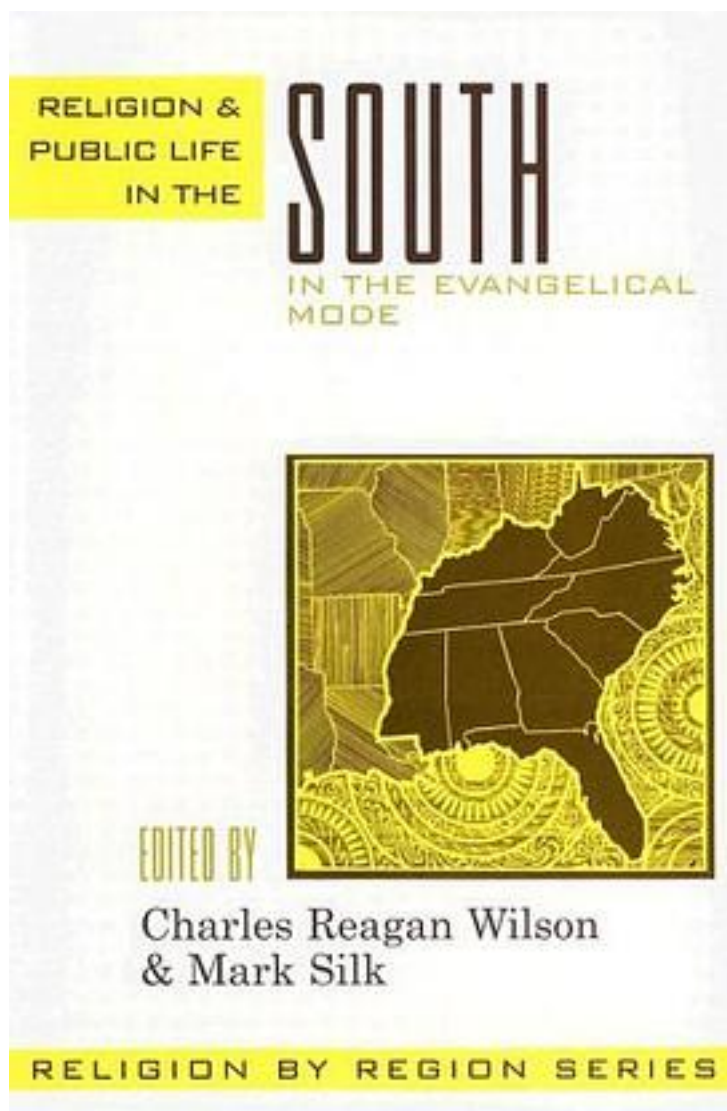 RELIGION &
PUBLIC LIFE
IN THE
SOUTH
IN THE EVANGELICAL
MODE
EDITED BY
Charles Reagan Wilson
& Mark Silk
RELIGION BY REGION SERIES